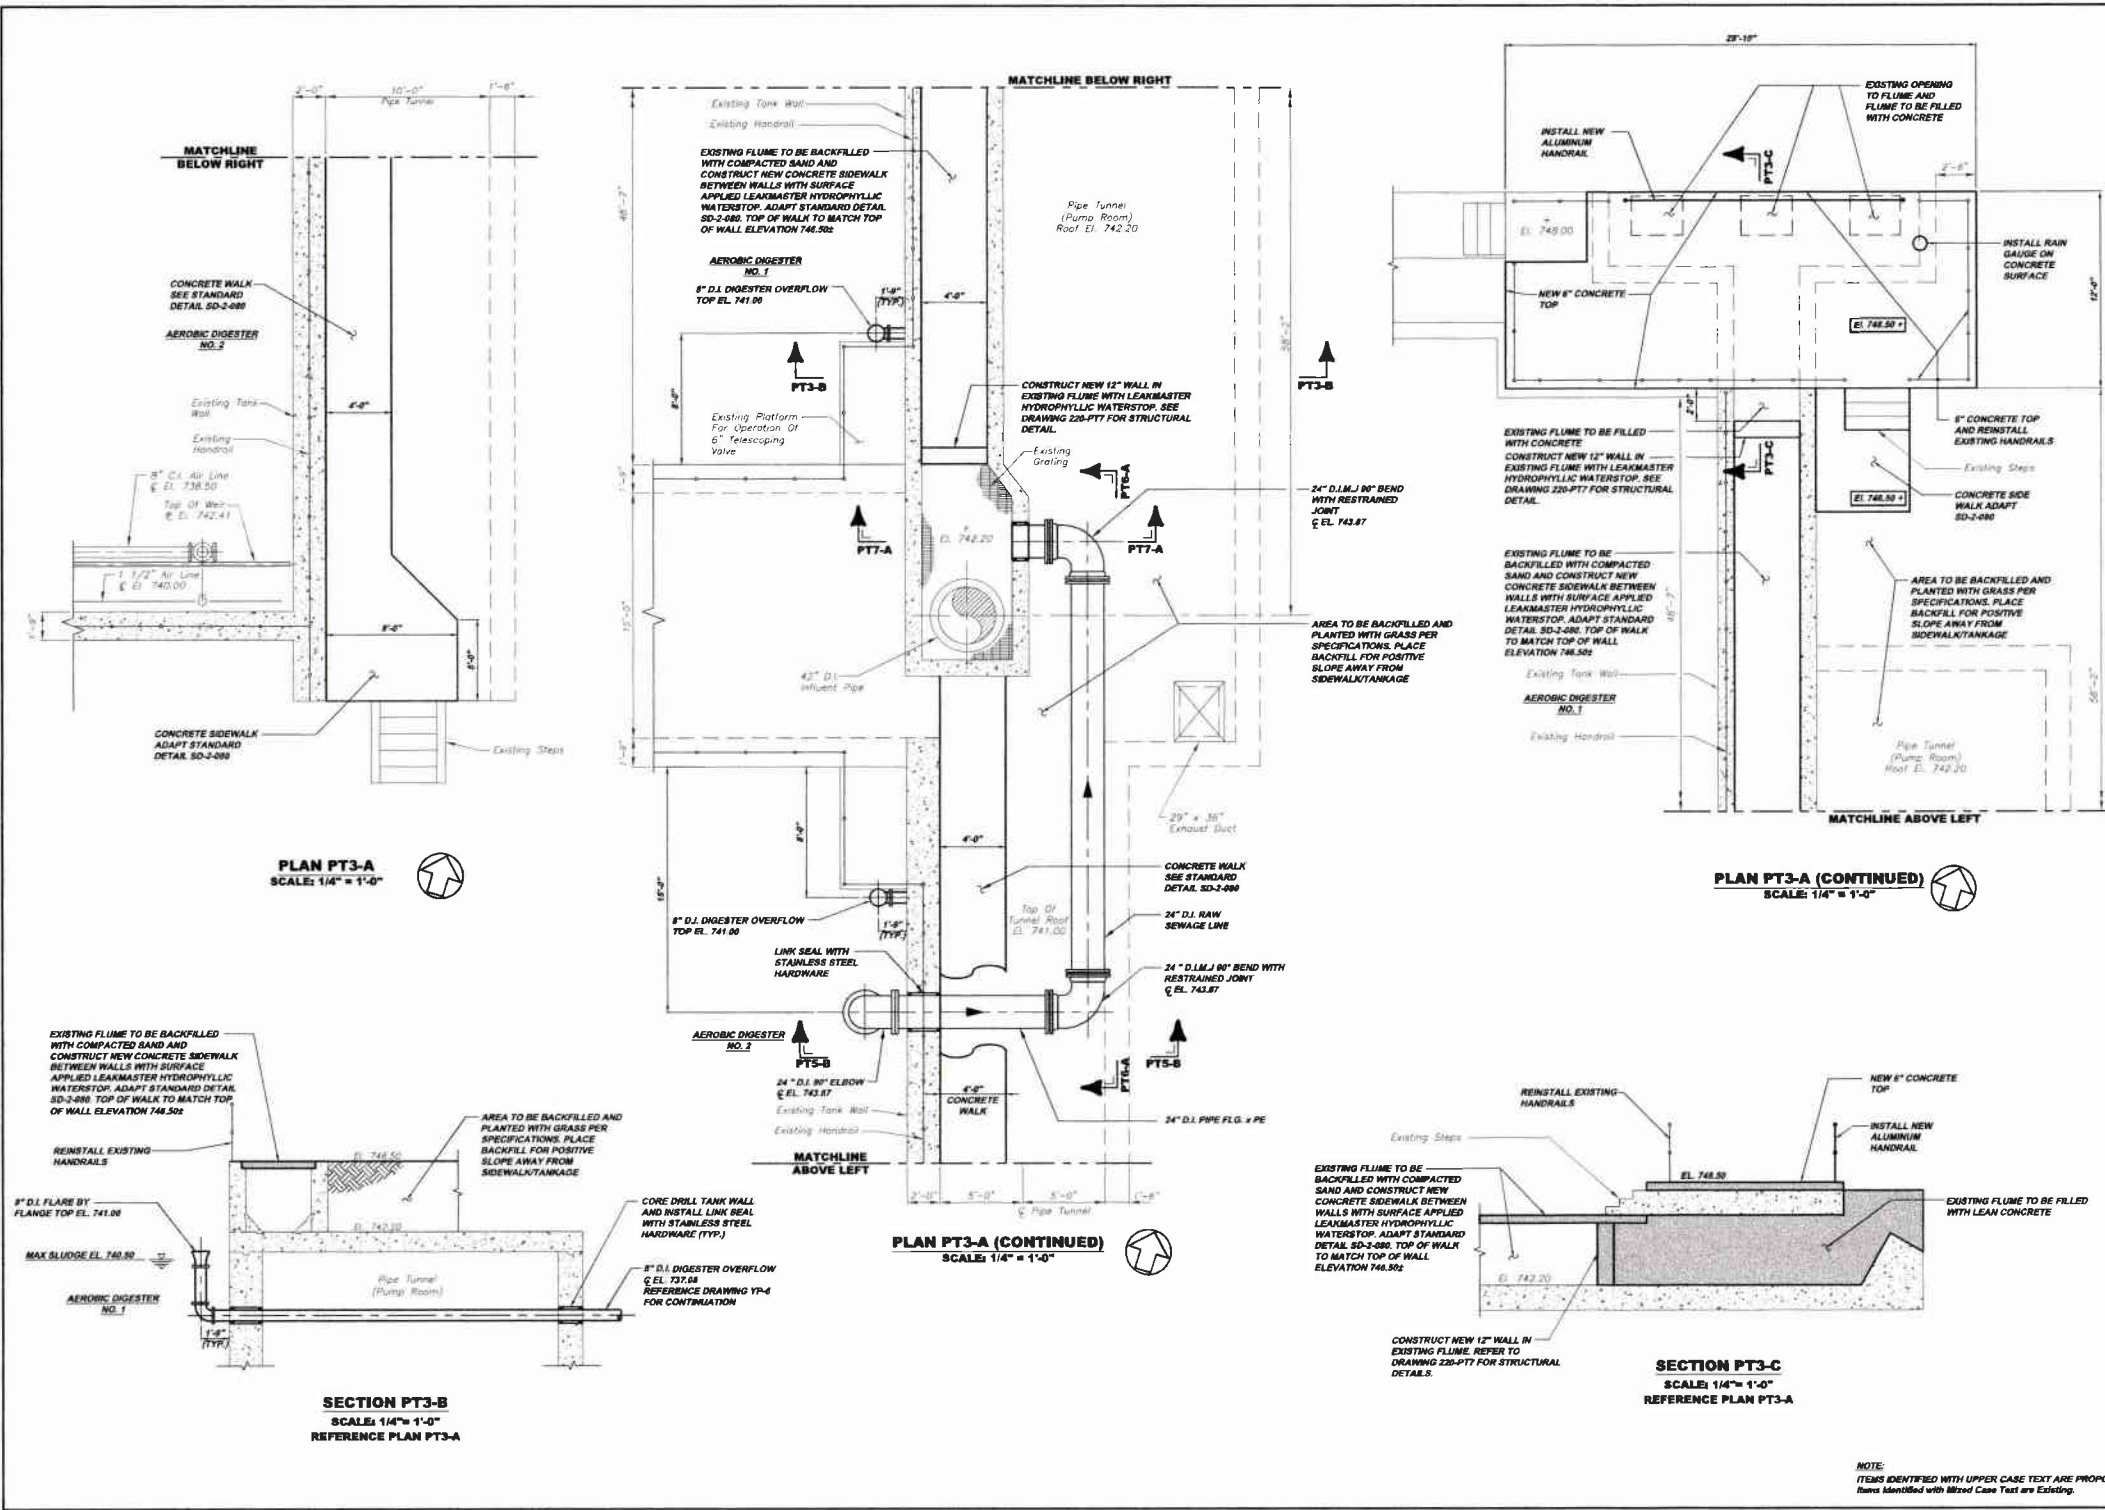 2'-0"
10'-0"
Pipe Tunnel
1'-6"
MATCHLINE
BELOW RIGHT
CONCRETE WALK
SEE STANDARD
DETAIL SD-2-080
AEROBIC DIGESTER
NO. 2
Existing Tank
Wall
Existing
Handrail
4'-0"
8" C.I. Air Line
℄ El. 738.50
Top Of Weir
El. 742.41
1 1/2" Air Line
℄ El. 740.00
1'-9"
8'-0"
CONCRETE SIDEWALK
ADAPT STANDARD
DETAIL SD-2-080
Existing Steps
PLAN PT3-A
SCALE: 1/4" = 1'-0"
MATCHLINE BELOW RIGHT
Existing Tank Wall
Existing Handrail
EXISTING FLUME TO BE BACKFILLED
WITH COMPACTED SAND AND
CONSTRUCT NEW CONCRETE SIDEWALK
BETWEEN WALLS WITH SURFACE
APPLIED LEAKMASTER HYDROPHYLLIC
WATERSTOP. ADAPT STANDARD DETAIL
SD-2-080. TOP OF WALK TO MATCH TOP
OF WALL ELEVATION 746.50±
Pipe Tunnel
(Pump Room)
Roof El. 742.20
AEROBIC DIGESTER
NO. 1
8" D.I. DIGESTER OVERFLOW
TOP EL. 741.00
1'-9"
(TYP.)
4'-0"
PT3-B
PT3-B
CONSTRUCT NEW 12" WALL IN
EXISTING FLUME WITH LEAKMASTER
HYDROPHYLLIC WATERSTOP. SEE
DRAWING 220-PT7 FOR STRUCTURAL
DETAIL.
Existing Platform
For Operation Of
6" Telescoping
Valve
Existing
Grating
PT6-A
24" D.I.M.J 90° BEND
WITH RESTRAINED
JOINT
℄ EL. 743.87
PT7-A
PT7-A
El. 742.20
AREA TO BE BACKFILLED AND
PLANTED WITH GRASS PER
SPECIFICATIONS. PLACE
BACKFILL FOR POSITIVE
SLOPE AWAY FROM
SIDEWALK/TANKAGE
42" D.I.
Influent Pipe
1'-9"
29" x 36"
Exhaust Duct
4'-0"
CONCRETE WALK
SEE STANDARD
DETAIL SD-2-080
8" D.I. DIGESTER OVERFLOW
TOP EL. 741.00
(TYP.)
Top Of
Tunnel Roof
El. 741.00
24" D.I. RAW
SEWAGE LINE
LINK SEAL WITH
STAINLESS STEEL
HARDWARE
24 " D.I.M.J 90° BEND WITH
RESTRAINED JOINT
℄ EL. 743.87
AEROBIC DIGESTER
NO. 2
PT5-B
PT5-B
PT6-A
24 " D.I. 90° ELBOW
℄ EL. 743.87
Existing Tank Wall
Existing Handrail
4'-0"
CONCRETE
WALK
24" D.I. PIPE FLG. x PE
MATCHLINE
ABOVE LEFT
2'-0"
5'-0"
5'-0"
1'-6"
℄ Pipe Tunnel
PLAN PT3-A (CONTINUED)
SCALE: 1/4" = 1'-0"
EXISTING OPENING
TO FLUME AND
FLUME TO BE FILLED
WITH CONCRETE
INSTALL NEW
ALUMINUM
HANDRAIL
PT3-C
2'-6"
El. 748.00
INSTALL RAIN
GAUGE ON
CONCRETE
SURFACE
NEW 6" CONCRETE
TOP
12'-0"
El. 748.50 +
2'-0"
6" CONCRETE TOP
AND REINSTALL
EXISTING HANDRAILS
EXISTING FLUME TO BE FILLED
WITH CONCRETE
CONSTRUCT NEW 12" WALL IN
EXISTING FLUME WITH LEAKMASTER
HYDROPHYLLIC WATERSTOP. SEE
DRAWING 220-PT7 FOR STRUCTURAL
DETAIL.
PT3-C
Existing Steps
El. 746.50 +
CONCRETE SIDE
WALK ADAPT
SD-2-080
EXISTING FLUME TO BE
BACKFILLED WITH COMPACTED
SAND AND CONSTRUCT NEW
CONCRETE SIDEWALK BETWEEN
WALLS WITH SURFACE APPLIED
LEAKMASTER HYDROPHYLLIC
WATERSTOP. ADAPT STANDARD
DETAIL SD-2-080. TOP OF WALK
TO MATCH TOP OF WALL
ELEVATION 746.50±
AREA TO BE BACKFILLED AND
PLANTED WITH GRASS PER
SPECIFICATIONS. PLACE
BACKFILL FOR POSITIVE
SLOPE AWAY FROM
SIDEWALK/TANKAGE
Existing Tank Wall
AEROBIC DIGESTER
NO. 1
Existing Handrail
Pipe Tunnel
(Pump Room)
Roof El. 742.20
MATCHLINE ABOVE LEFT
PLAN PT3-A (CONTINUED)
SCALE: 1/4" = 1'-0"
EXISTING FLUME TO BE BACKFILLED
WITH COMPACTED SAND AND
CONSTRUCT NEW CONCRETE SIDEWALK
BETWEEN WALLS WITH SURFACE
APPLIED LEAKMASTER HYDROPHYLLIC
WATERSTOP. ADAPT STANDARD DETAIL
SD-2-080. TOP OF WALK TO MATCH TOP
OF WALL ELEVATION 746.50±
AREA TO BE BACKFILLED AND
PLANTED WITH GRASS PER
SPECIFICATIONS. PLACE
BACKFILL FOR POSITIVE
SLOPE AWAY FROM
SIDEWALK/TANKAGE
REINSTALL EXISTING
HANDRAILS
El. 746.50
8" D.I. FLARE BY
FLANGE TOP EL. 741.00
El. 742.20
CORE DRILL TANK WALL
AND INSTALL LINK SEAL
WITH STAINLESS STEEL
HARDWARE (TYP.)
MAX SLUDGE EL. 740.50
Pipe Tunnel
(Pump Room)
8" D.I. DIGESTER OVERFLOW
℄ EL. 737.08
REFERENCE DRAWING YP-6
FOR CONTINUATION
AEROBIC DIGESTER
NO. 1
1'-9"
(TYP.)
SECTION PT3-B
SCALE: 1/4" = 1'-0"
REFERENCE PLAN PT3-A
REINSTALL EXISTING
HANDRAILS
NEW 6" CONCRETE
TOP
Existing Steps
INSTALL NEW
ALUMINUM
HANDRAIL
EXISTING FLUME TO BE
BACKFILLED WITH COMPACTED
SAND AND CONSTRUCT NEW
CONCRETE SIDEWALK BETWEEN
WALLS WITH SURFACE APPLIED
LEAKMASTER HYDROPHYLLIC
WATERSTOP. ADAPT STANDARD
DETAIL SD-2-080. TOP OF WALK
TO MATCH TOP OF WALL
ELEVATION 746.50±
EL. 748.50
EXISTING FLUME TO BE FILLED
WITH LEAN CONCRETE
El. 742.20
CONSTRUCT NEW 12" WALL IN
EXISTING FLUME. REFER TO
DRAWING 220-PT7 FOR STRUCTURAL
DETAILS.
SECTION PT3-C
SCALE: 1/4" = 1'-0"
REFERENCE PLAN PT3-A
NOTE:
ITEMS IDENTIFIED WITH UPPER CASE TEXT ARE PROPO
Items Identified with Mixed Case Text are Existing.